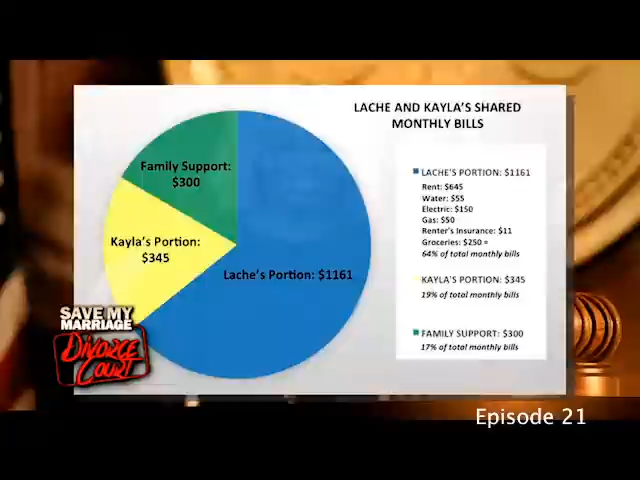 LACHE AND KAYLA'S SHARED
MONTHLY BILLS
Family Support:
$300
Kayla's Portion:
$345
Lache's Portion: $1161
LACHE'S PORTION: $1161
Rent: $645
Water: $55
Electric: $150
Gas: $50
Renter's Insurance: $11
Groceries: $250 =
64% of total monthly bills
KAYLA'S PORTION: $345
19% of total monthly bills
FAMILY SUPPORT: $300
17% of total monthly bills
SAVE MY
MARRIAGE
DIVORCE
COURT
Episode 21